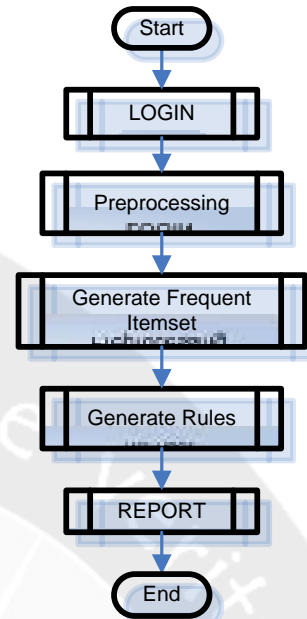 Start
LOGIN
Preprocessing
Generate Frequent
Itemset
Generate Rules
REPORT
End